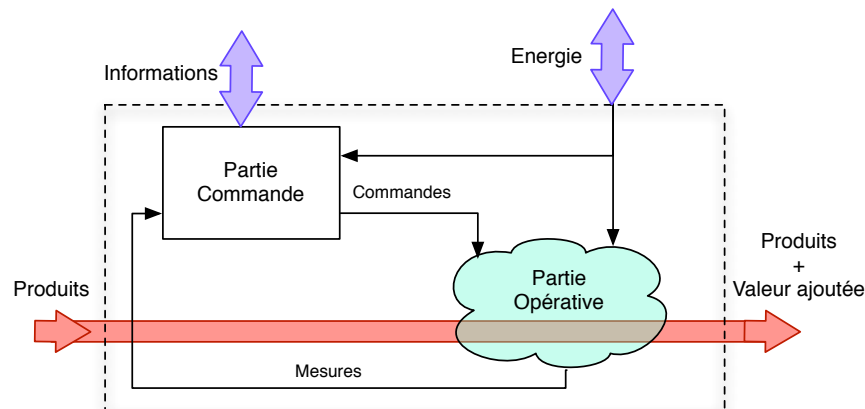 Informations
Energie
Partie
Commande
Commandes
Partie
Opérative
Produits
Produits
+
Valeur ajoutée
Mesures